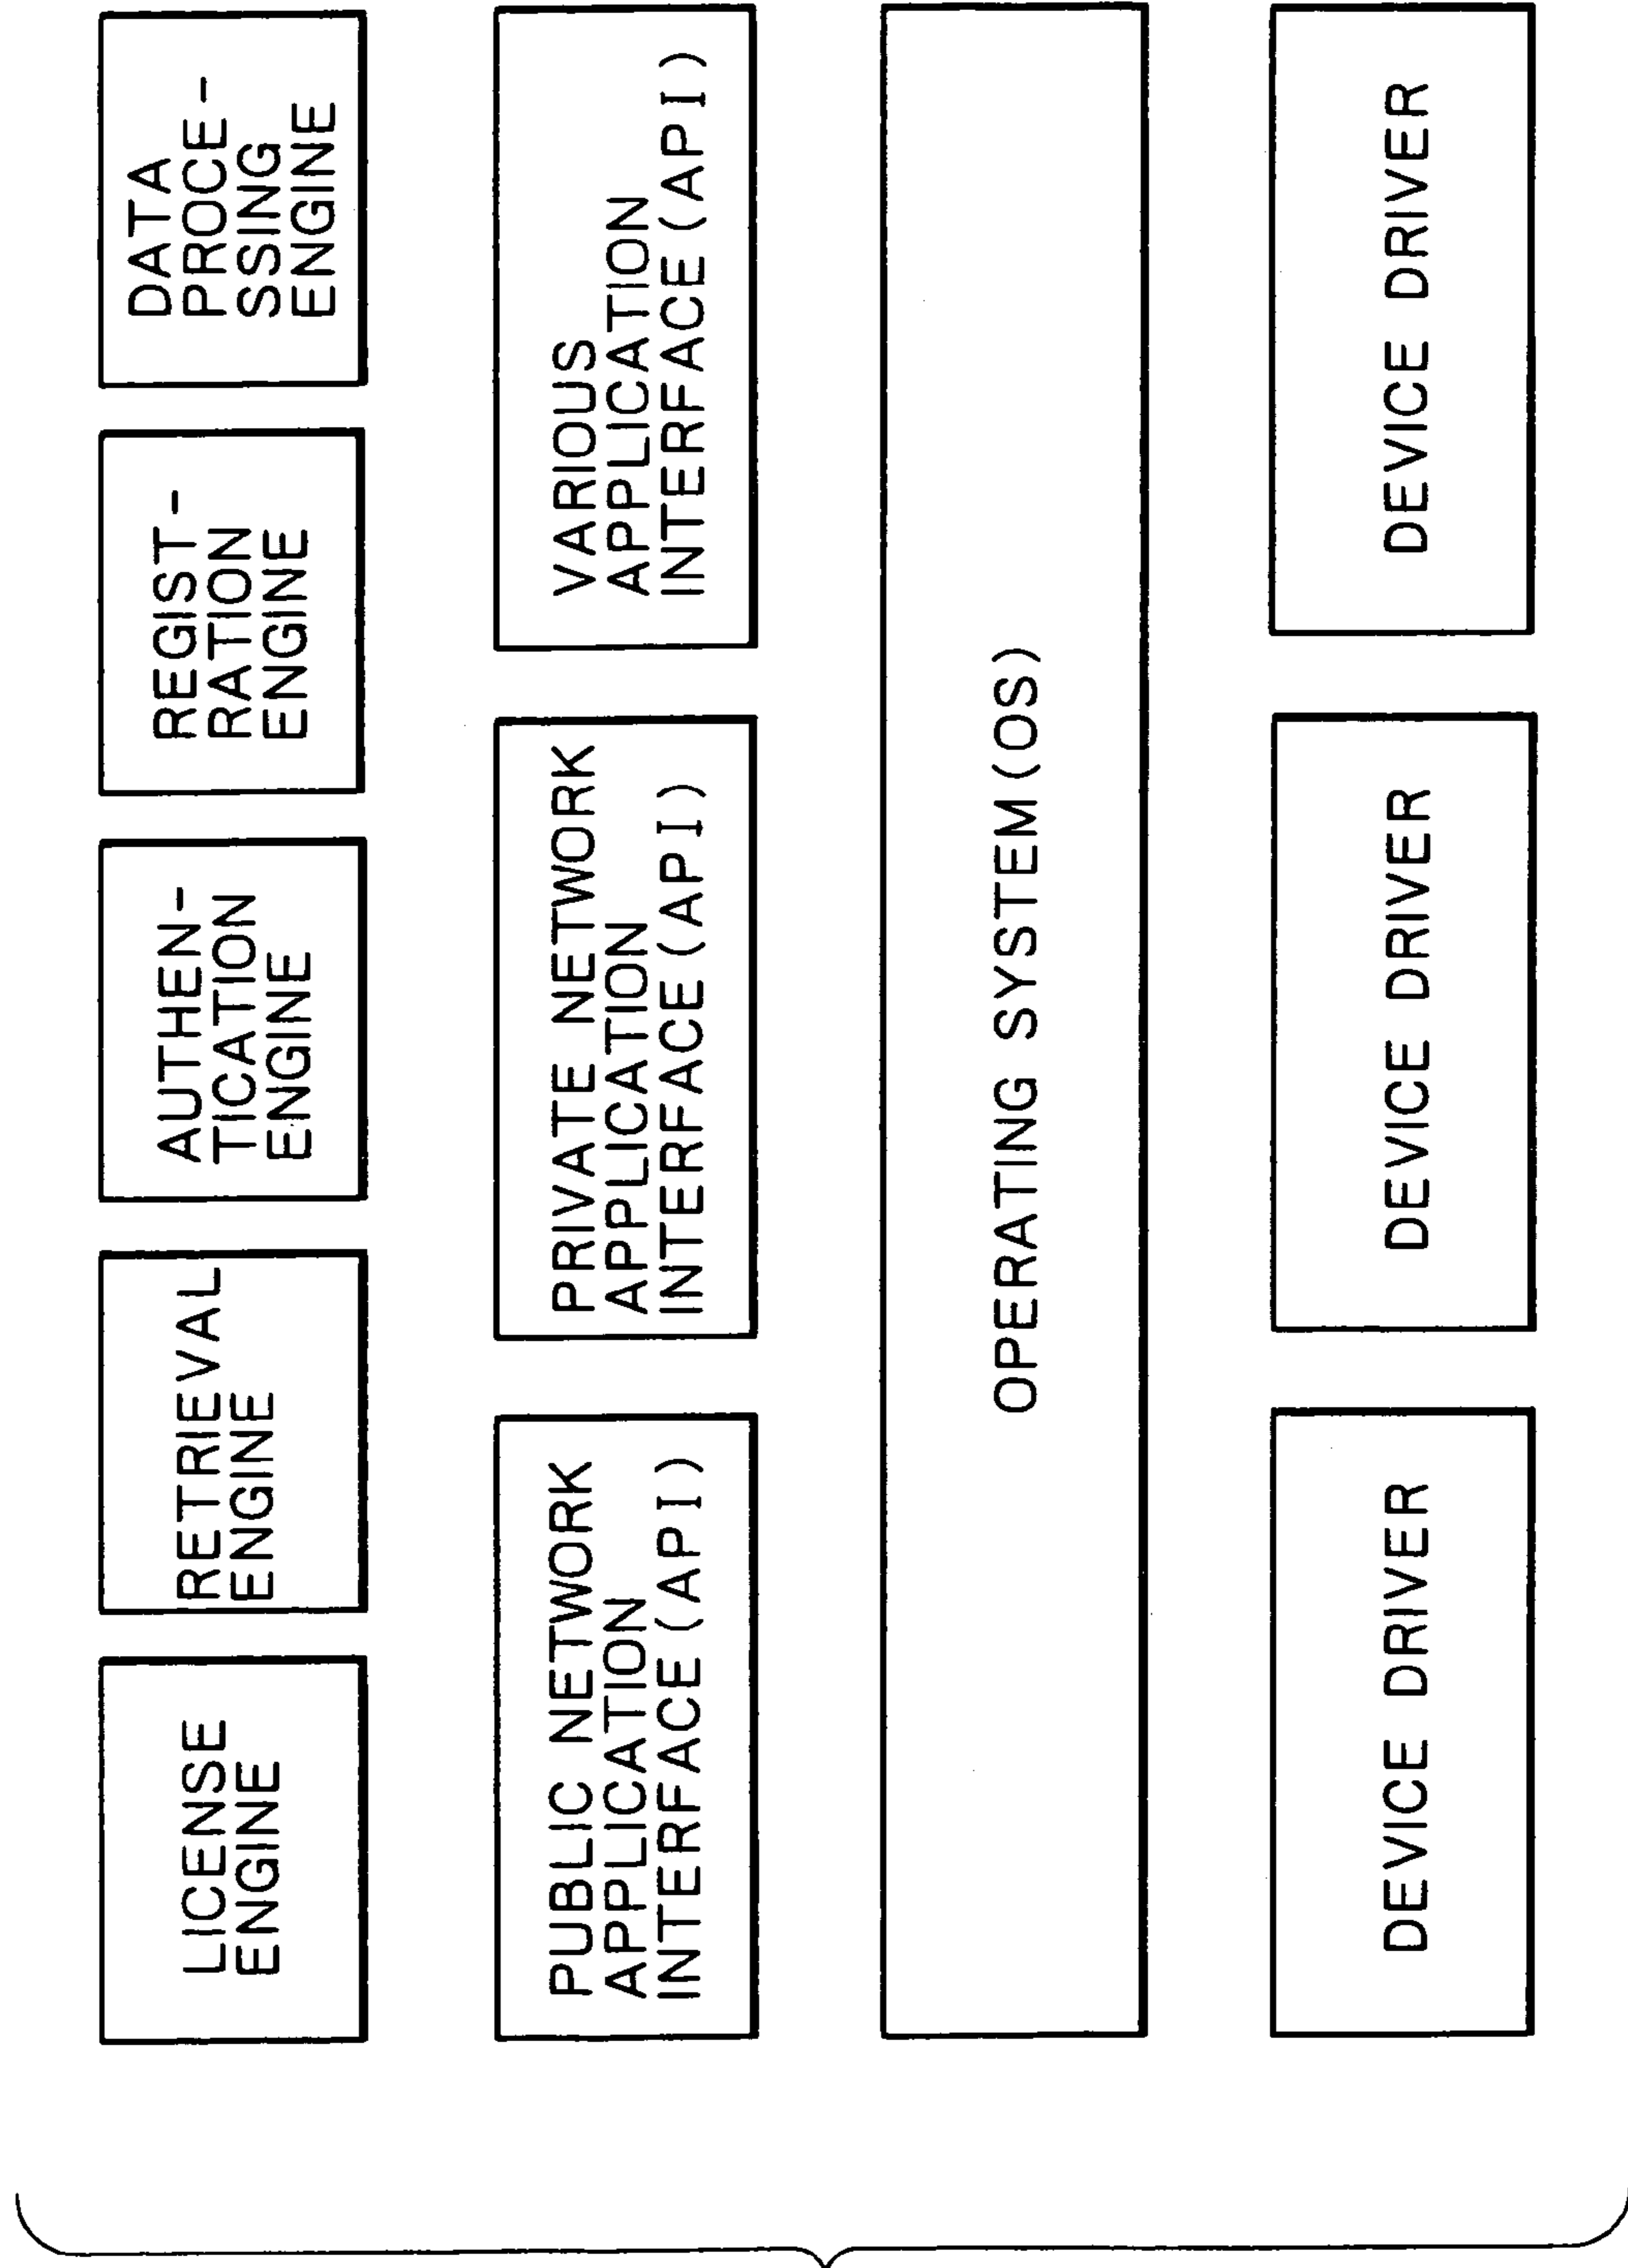 LICENSE
ENGINE
RETRIEVAL
ENGINE
AUTHEN-
TICATION
ENGINE
REGIST-
RATION
ENGINE
DATA
PROCE-
SSING
ENGINE
PUBLIC NETWORK
APPLICATION
INTERFACE (API)
PRIVATE NETWORK
APPLICATION
INTERFACE (API)
VARIOUS
APPLICATION
INTERFACE (API)
OPERATING SYSTEM (OS)
DEVICE DRIVER
DEVICE DRIVER
DEVICE DRIVER